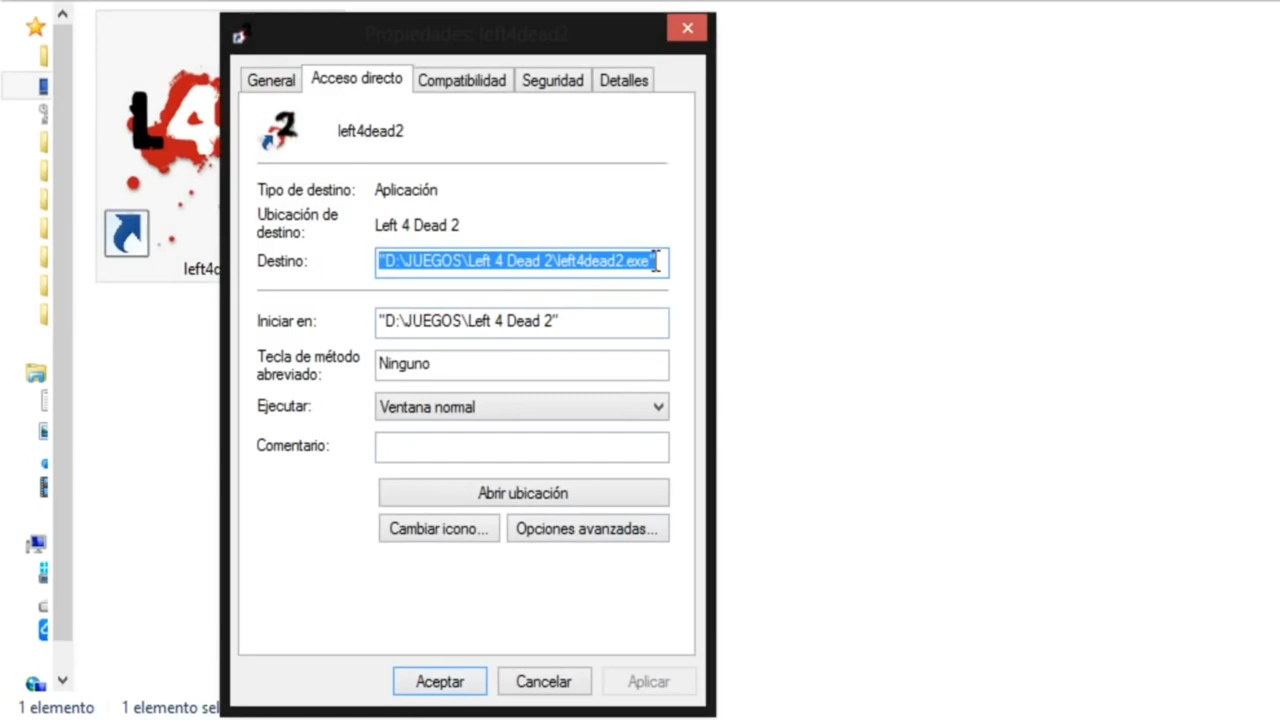 Propiedades: left4dead2
General
Acceso directo
Compatibilidad
Seguridad
Detalles
L4
2
left4dead2
Tipo de destino: Aplicación
Ubicación de
destino:
Left 4 Dead 2
Destino: "D:\JUEGOS\Left 4 Dead 2\left4dead2.exe"
Iniciar en: "D:\JUEGOS\Left 4 Dead 2"
Tecla de método
abreviado:
Ninguno
Ejecutar: Ventana normal
Comentario:
Abrir ubicación
Cambiar icono...
Opciones avanzadas...
Aceptar
Cancelar
Aplicar
1 elemento
1 elemento sel